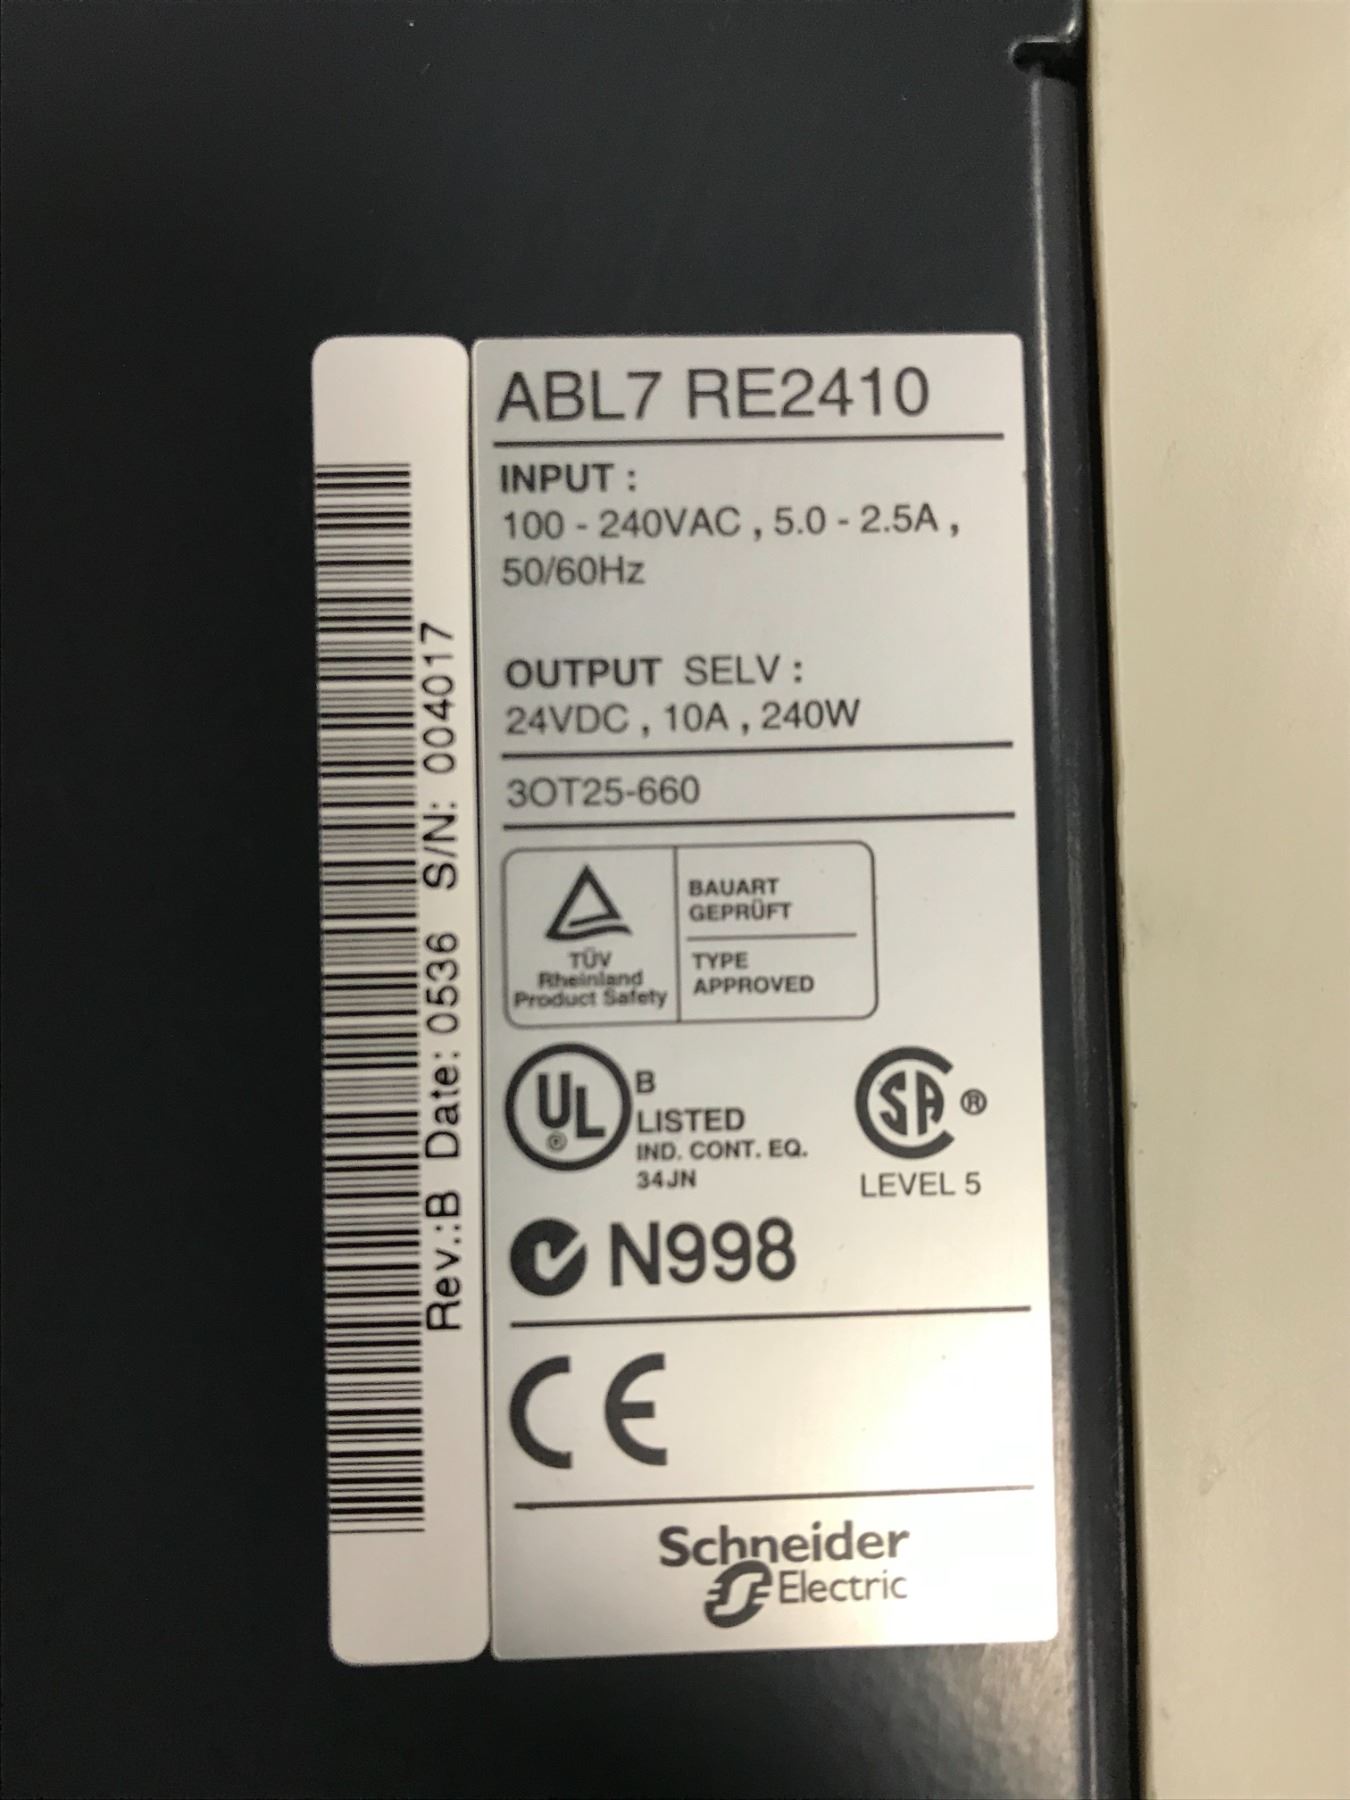 ABL7 RE2410
INPUT :
100 - 240VAC , 5.0 - 2.5A ,
50/60Hz
OUTPUT SELV :
24VDC , 10A , 240W
3OT25-660
TÜV
Rheinland
Product Safety
BAUART
GEPRÜFT
TYPE
APPROVED
UL
®
B
LISTED
IND. CONT. EQ.
34JN
SA ®
LEVEL 5
N998
CE
Schneider
Electric
Rev.:B Date: 0536 S/N: 004017